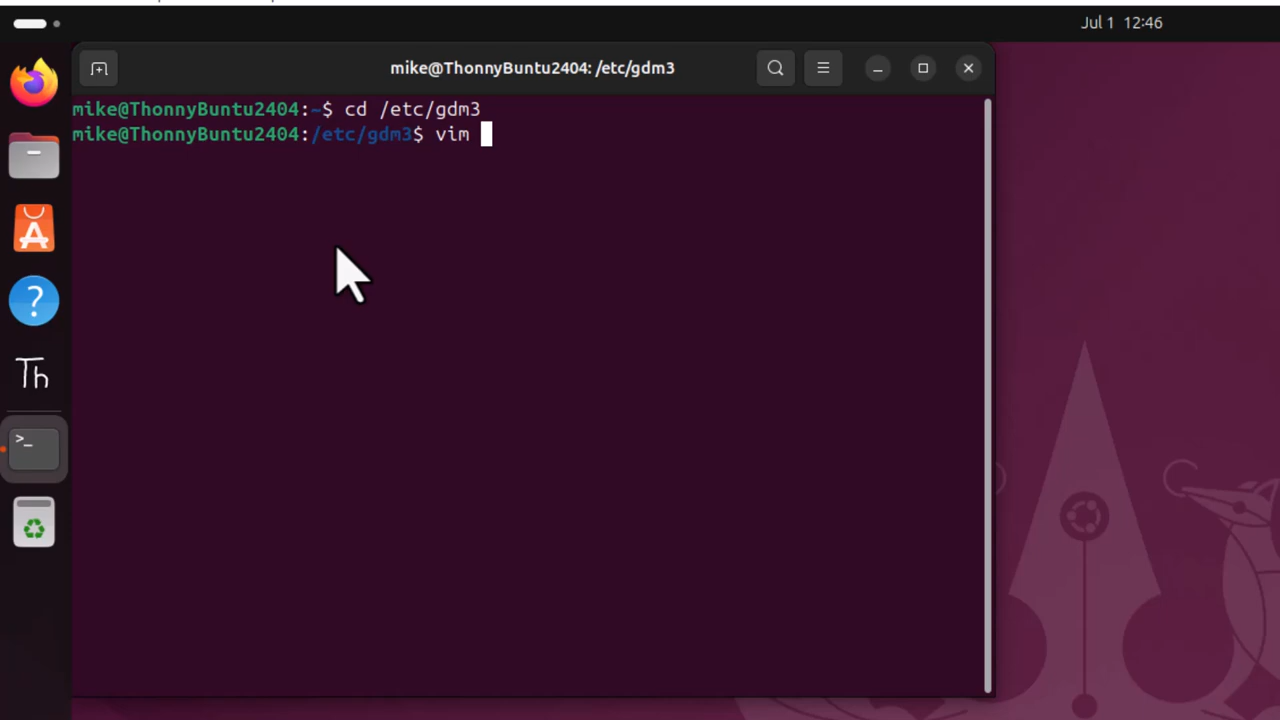 Jul 1 12:46
mike@ThonnyBuntu2404: /etc/gdm3
mike@ThonnyBuntu2404:~$ cd /etc/gdm3
mike@ThonnyBuntu2404:/etc/gdm3$ vim
?
Th
>_